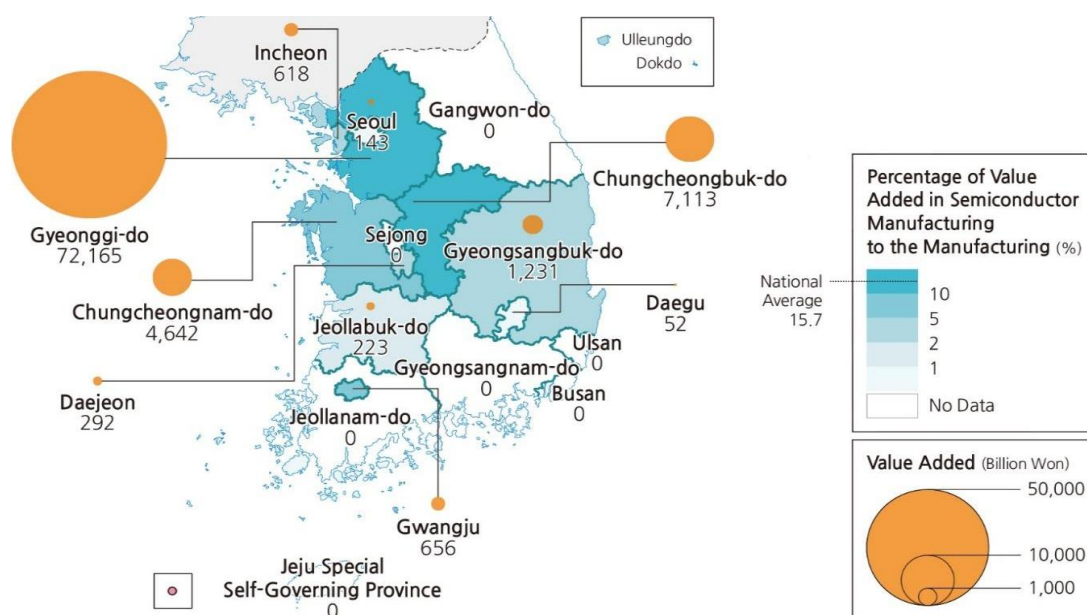 Incheon
618
Ulleungdo
Dokdo
Seoul
143
Gangwon-do
0
Gyeonggi-do
72,165
Chungcheongbuk-do
7,113
Sejong
0
Gyeongsangbuk-do
1,231
Chungcheongnam-do
4,642
Daegu
52
Jeollabuk-do
223
Ulsan
0
Gyeongsangnam-do
0
Busan
0
Daejeon
292
Jeollanam-do
0
Gwangju
656
Jeju Special
Self-Governing Province
0
Percentage of Value
Added in Semiconductor
Manufacturing
to the Manufacturing (%)
National
Average
15.7
10
5
2
1
No Data
Value Added (Billion Won)
50,000
10,000
1,000